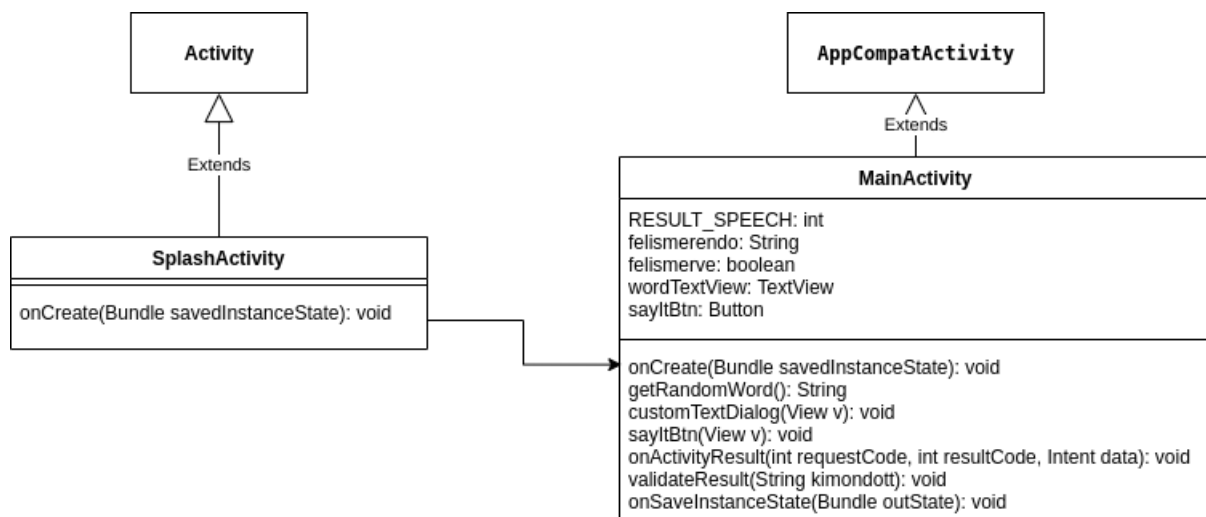 Activity
AppCompatActivity
Extends
Extends
SplashActivity
onCreate(Bundle savedInstanceState): void
MainActivity
RESULT_SPEECH: int
felismerendo: String
felismerve: boolean
wordTextView: TextView
sayItBtn: Button
onCreate(Bundle savedInstanceState): void
getRandomWord(): String
customTextDialog(View v): void
sayItBtn(View v): void
onActivityResult(int requestCode, int resultCode, Intent data): void
validateResult(String kimondott): void
onSaveInstanceState(Bundle outState): void